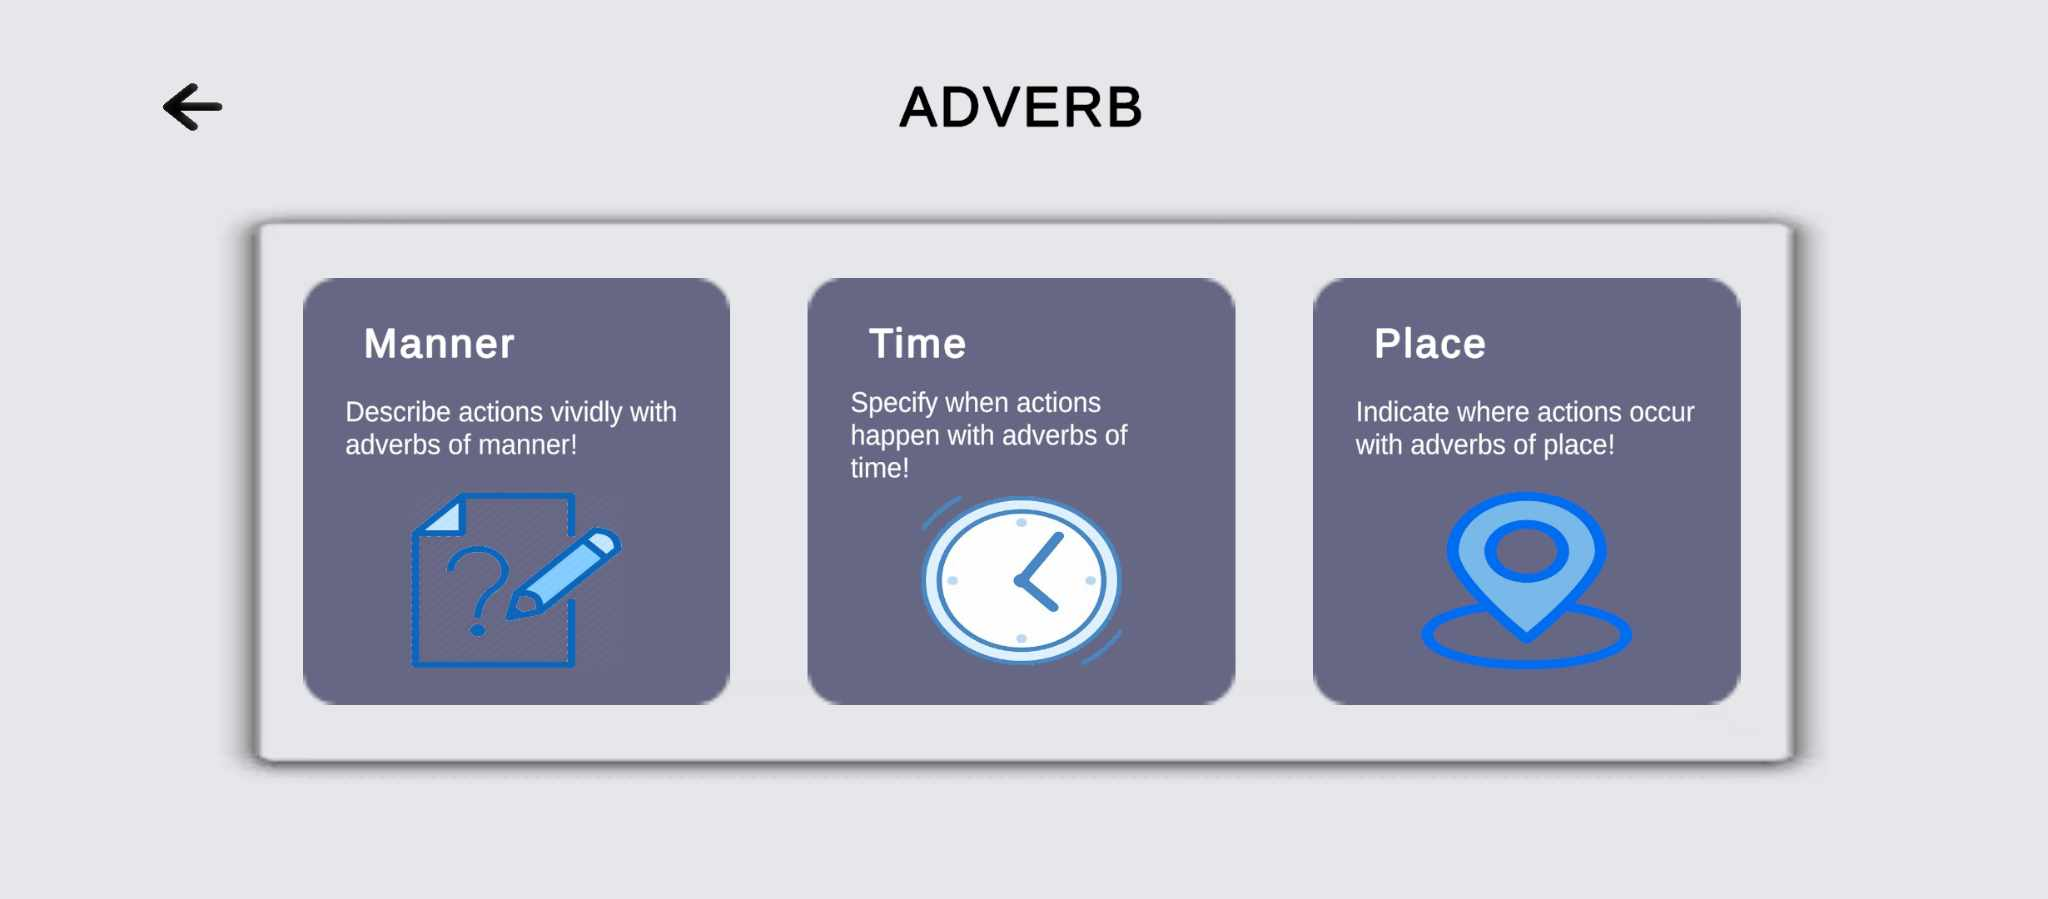 ADVERB
Manner
Describe actions vividly with
adverbs of manner!
Time
Specify when actions
happen with adverbs of
time!
Place
Indicate where actions occur
with adverbs of place!
?